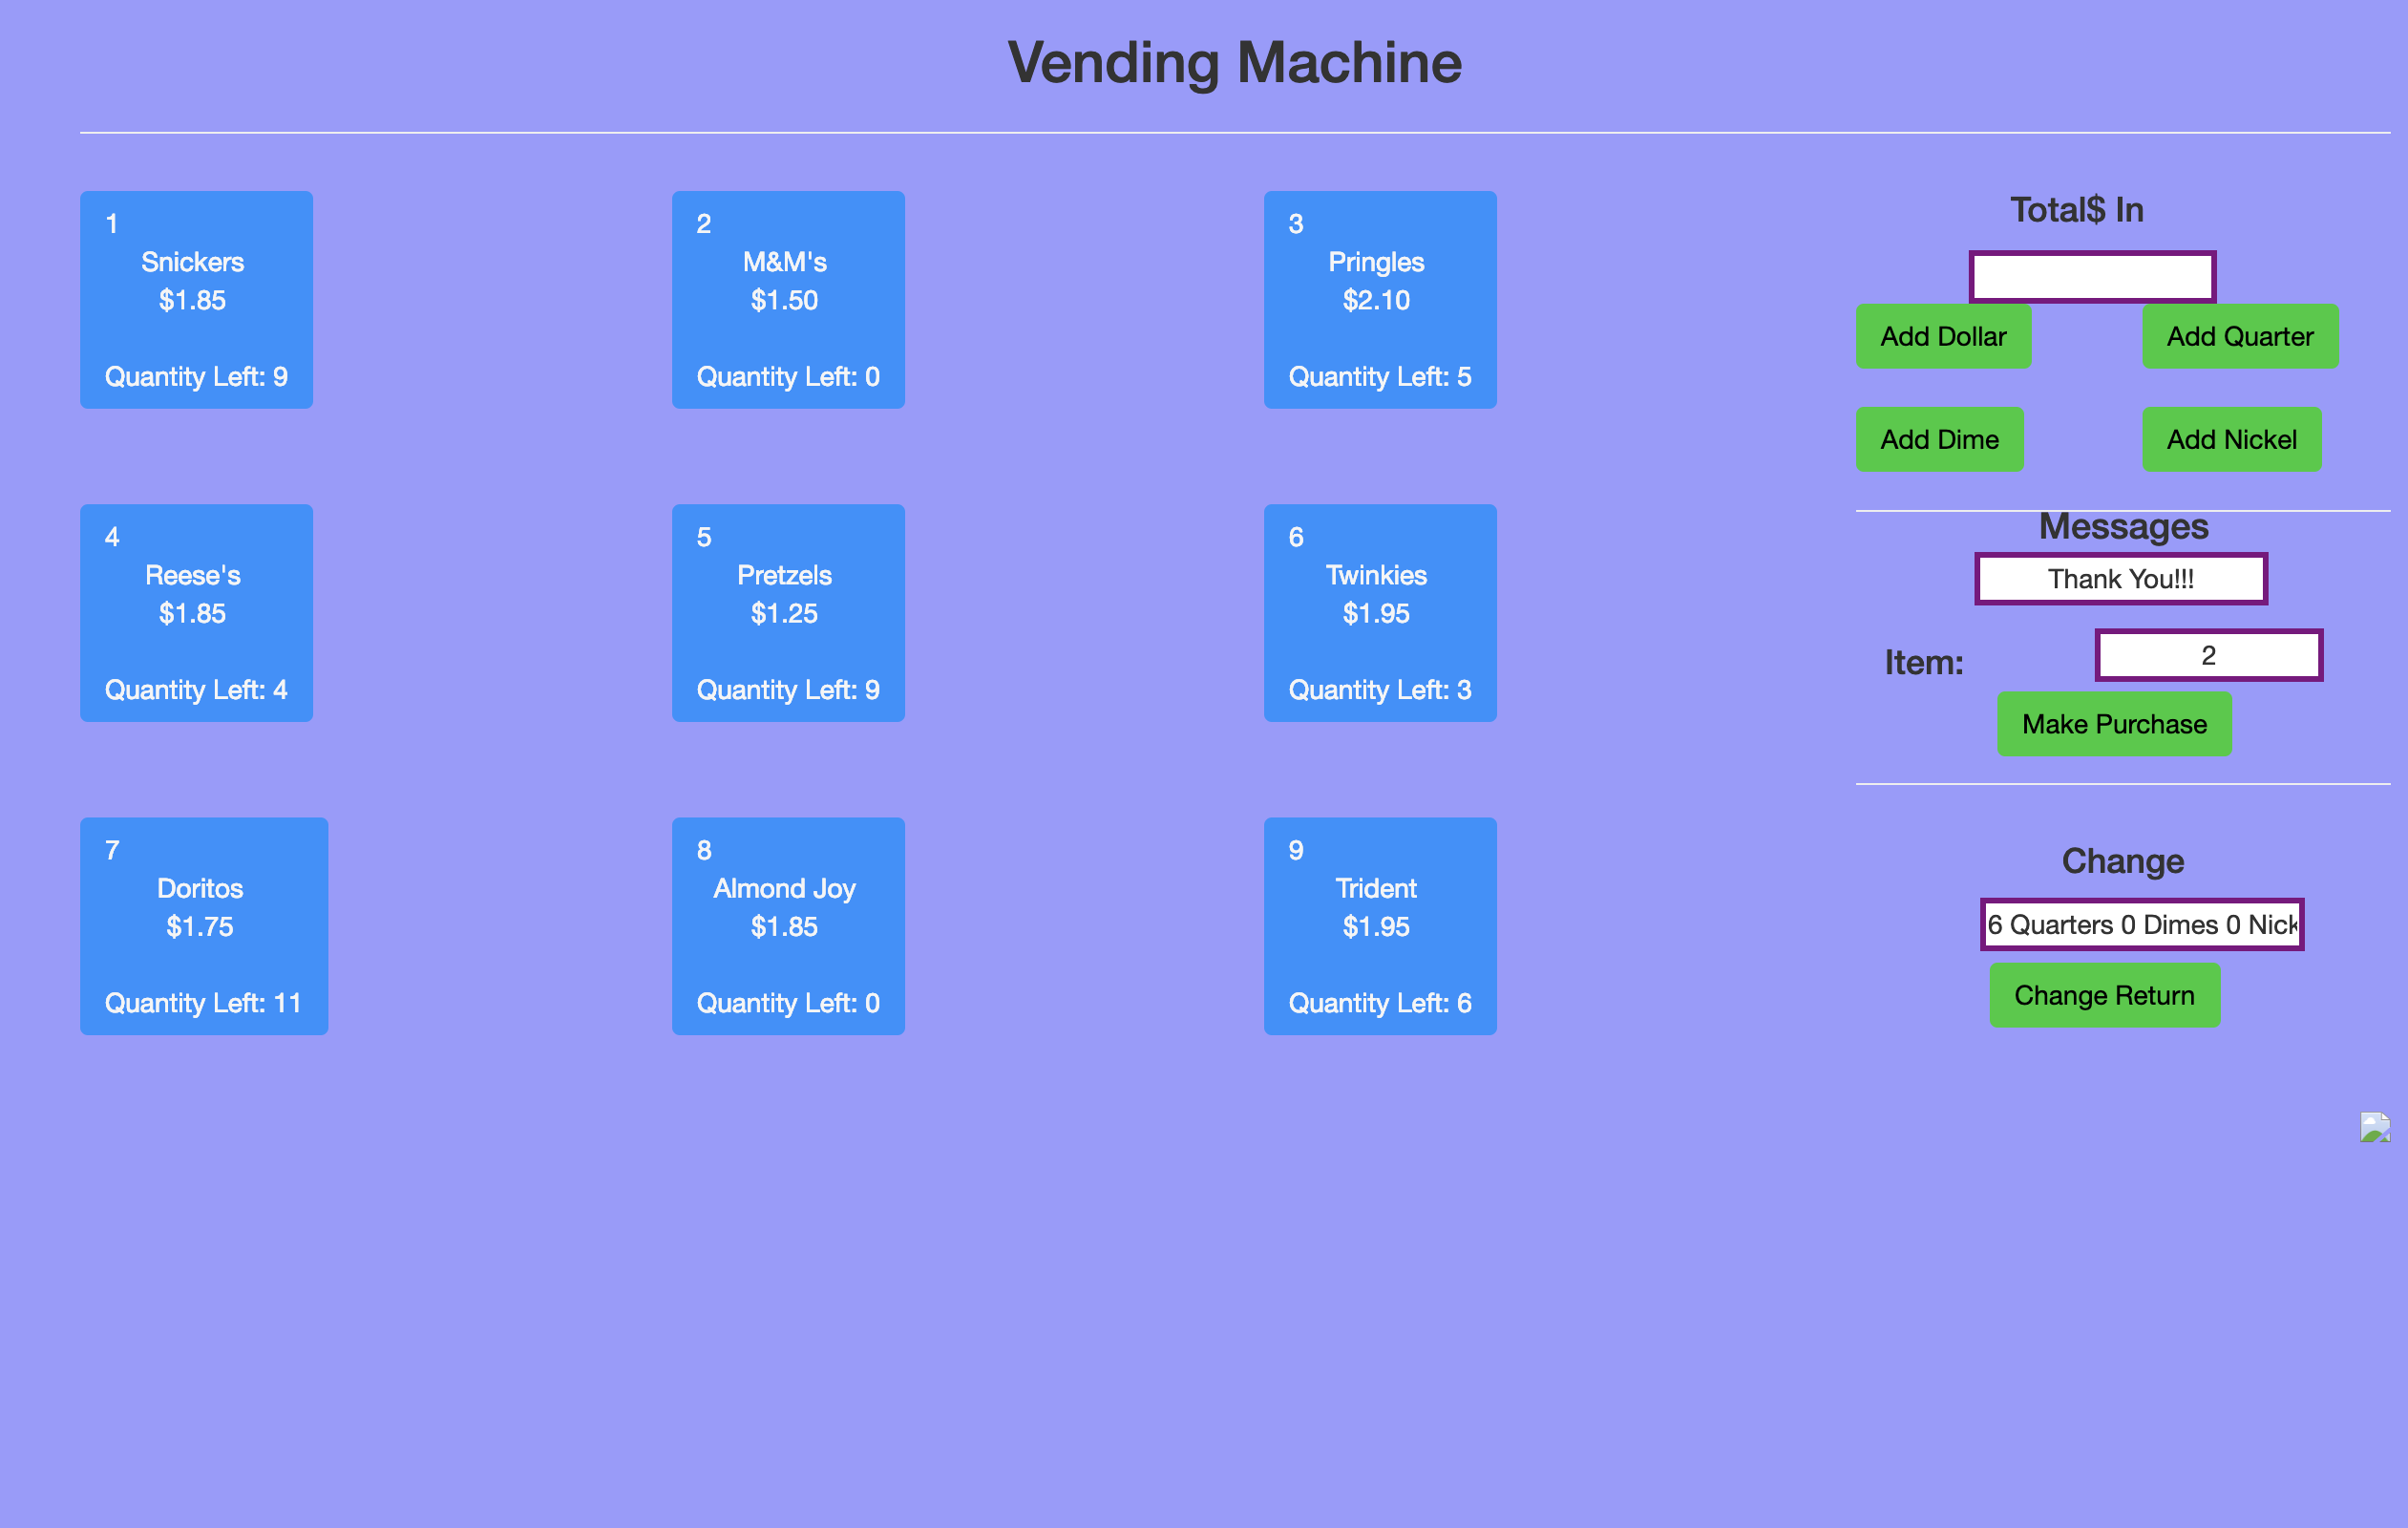 Vending Machine
1
Snickers
$1.85
Quantity Left: 9
2
M&M's
$1.50
Quantity Left: 0
3
Pringles
$2.10
Quantity Left: 5
4
Reese's
$1.85
Quantity Left: 4
5
Pretzels
$1.25
Quantity Left: 9
6
Twinkies
$1.95
Quantity Left: 3
7
Doritos
$1.75
Quantity Left: 11
8
Almond Joy
$1.85
Quantity Left: 0
9
Trident
$1.95
Quantity Left: 6
Total$ In
Add Dollar
Add Quarter
Add Dime
Add Nickel
Messages
Thank You!!!
Item:
2
Make Purchase
Change
6 Quarters 0 Dimes 0 Nick
Change Return